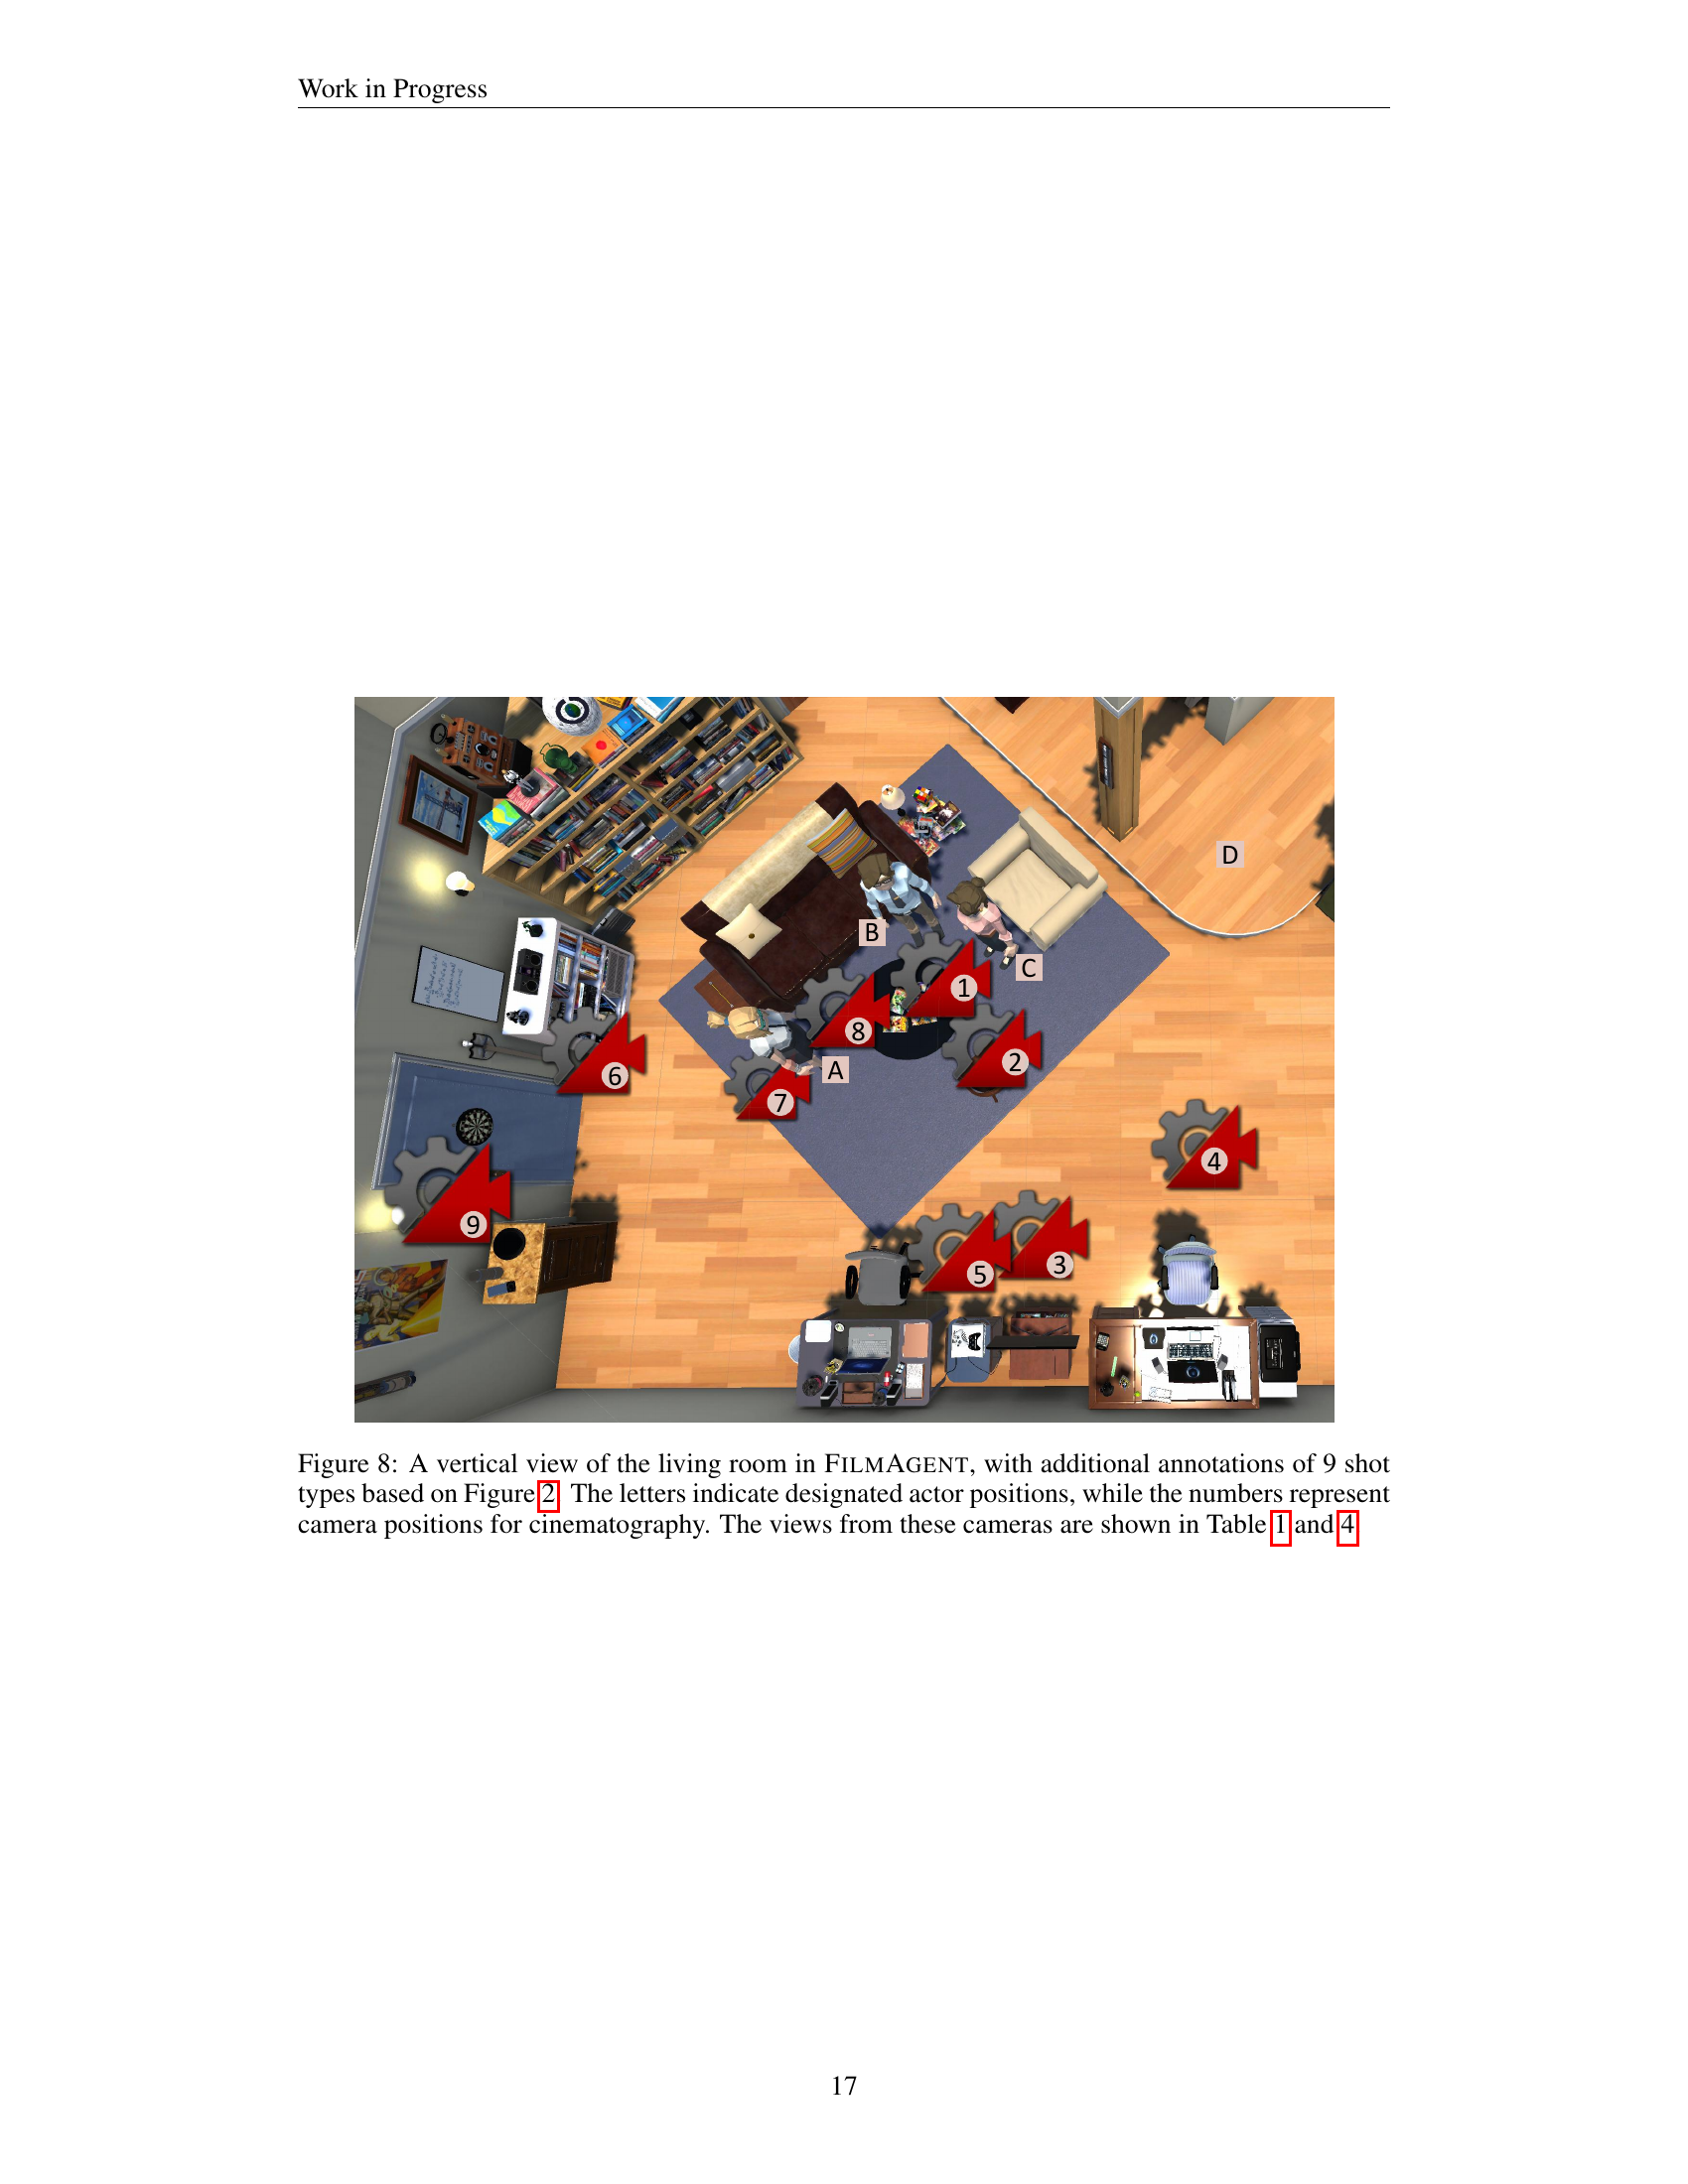 Work in Progress
D
B
C
1
8
2
A
6
7
4
9
3
5
Figure 8: A vertical view of the living room in FILMAGENT, with additional annotations of 9 shot
types based on Figure 2. The letters indicate designated actor positions, while the numbers represent
camera positions for cinematography. The views from these cameras are shown in Table 1 and 4.
17